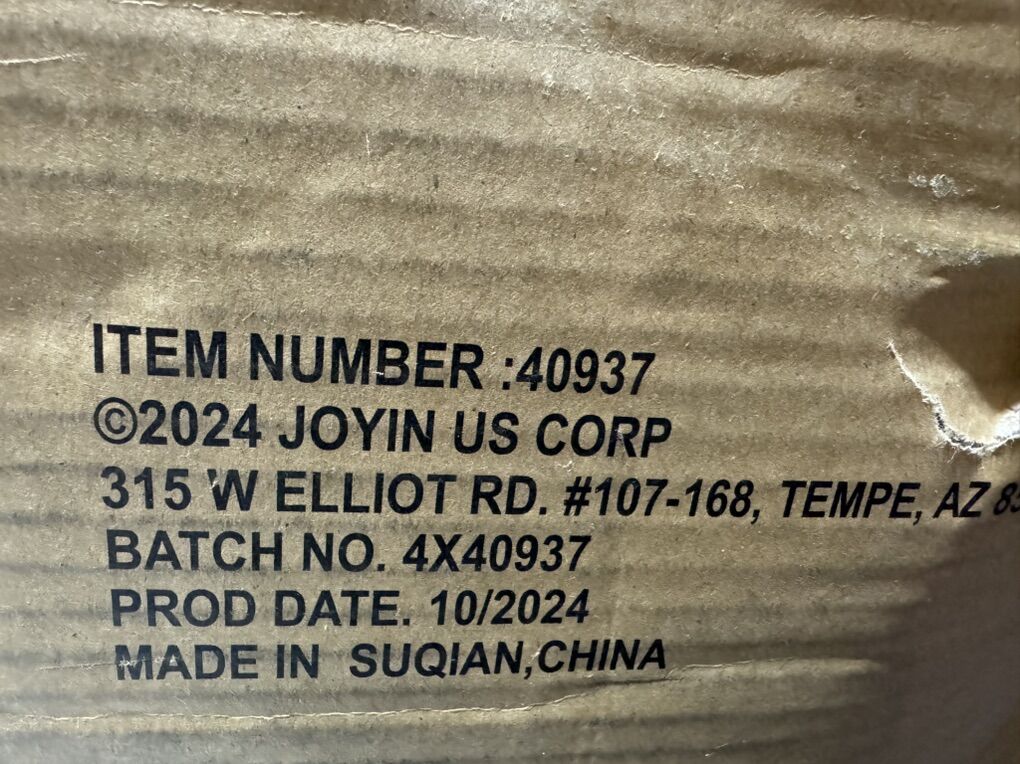 ITEM NUMBER :40937
©2024 JOYIN US CORP
315 W ELLIOT RD. #107-168, TEMPE, AZ
BATCH NO. 4X40937
PROD DATE. 10/2024
MADE IN SUQIAN,CHINA